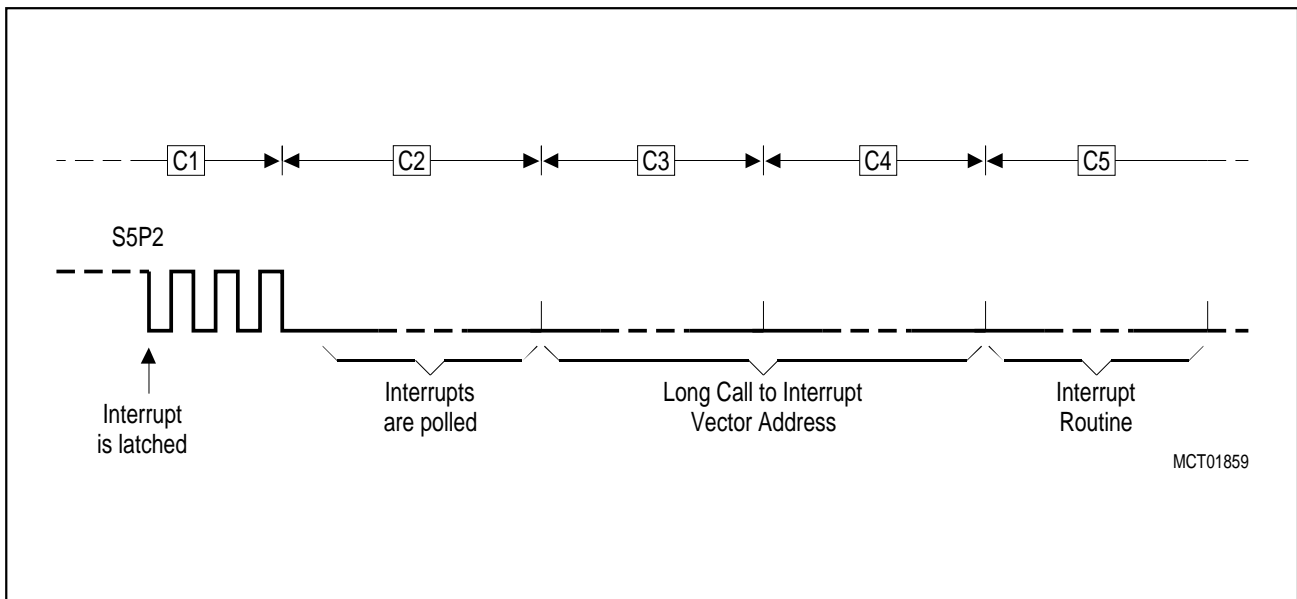 C1 C2 C3 C4 C5
S5P2
Interrupt
is latched
Interrupts
are polled
Long Call to Interrupt
Vector Address
Interrupt
Routine
MCT01859